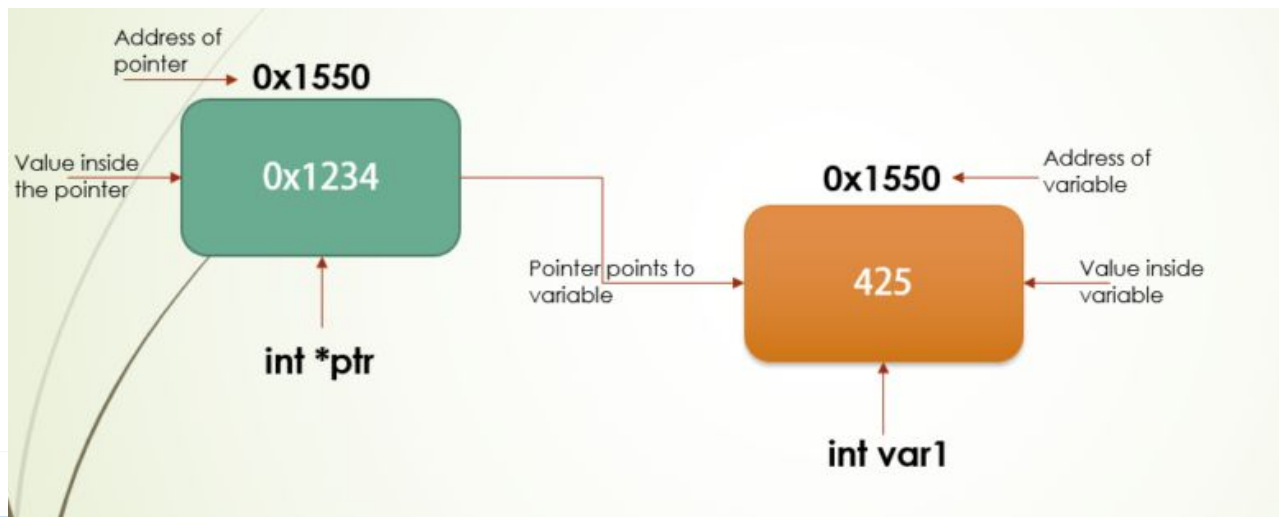 Address of
pointer
0x1550
Value inside
the pointer
0x1234
int *ptr
Pointer points to
variable
0x1550
Address of
variable
425
Value inside
variable
int var1